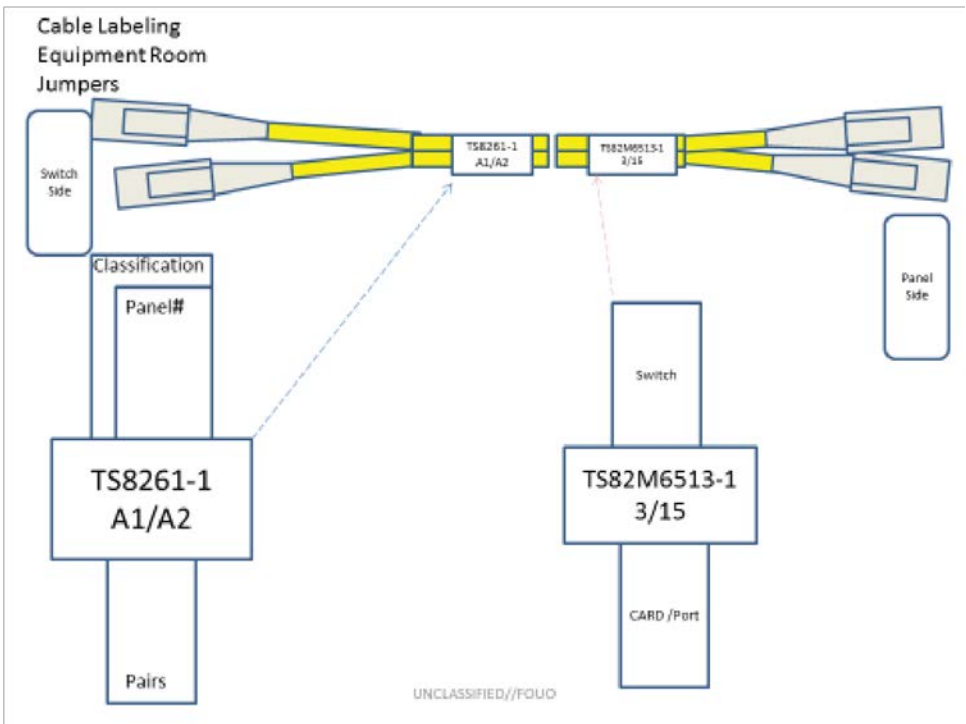 Cable Labeling
Equipment Room
Jumpers
Switch
Side
TS8261-1
A1/A2
TS82M6513-1
3/15
Panel
Side
Classification
Panel#
TS8261-1
A1/A2
Pairs
Switch
TS82M6513-1
3/15
CARD /Port
UNCLASSIFIED//FOUO